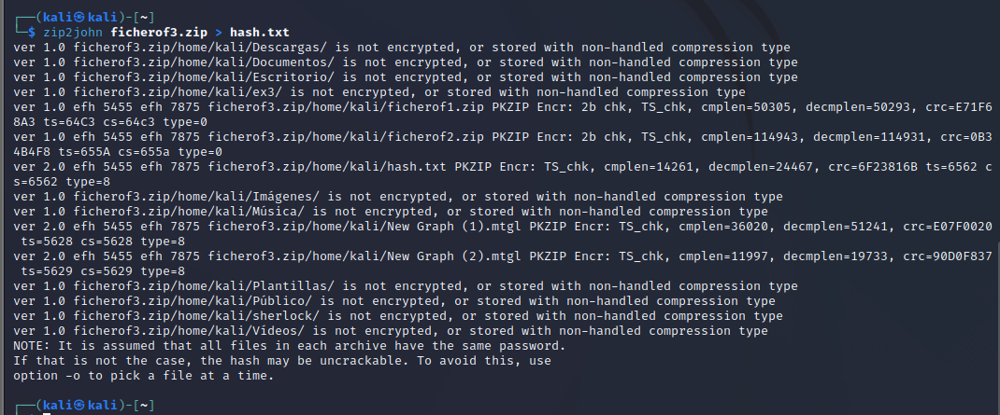 ┌──(kali㉿kali)-[~]
└─$ zip2john ficherof3.zip > hash.txt
ver 1.0 ficherof3.zip/home/kali/Descargas/ is not encrypted, or stored with non-handled compression type
ver 1.0 ficherof3.zip/home/kali/Documentos/ is not encrypted, or stored with non-handled compression type
ver 1.0 ficherof3.zip/home/kali/Escritorio/ is not encrypted, or stored with non-handled compression type
ver 1.0 ficherof3.zip/home/kali/ex3/ is not encrypted, or stored with non-handled compression type
ver 1.0 efh 5455 efh 7875 ficherof3.zip/home/kali/ficherof1.zip PKZIP Encr: 2b chk, TS_chk, cmplen=50305, decmplen=50293, crc=E71F6
8A3 ts=64C3 cs=64c3 type=0
ver 1.0 efh 5455 efh 7875 ficherof3.zip/home/kali/ficherof2.zip PKZIP Encr: 2b chk, TS_chk, cmplen=114943, decmplen=114931, crc=0B3
4B4F8 ts=655A cs=655a type=0
ver 2.0 efh 5455 efh 7875 ficherof3.zip/home/kali/hash.txt PKZIP Encr: TS_chk, cmplen=14261, decmplen=24467, crc=6F23816B ts=6562 c
s=6562 type=8
ver 1.0 ficherof3.zip/home/kali/Imágenes/ is not encrypted, or stored with non-handled compression type
ver 1.0 ficherof3.zip/home/kali/Música/ is not encrypted, or stored with non-handled compression type
ver 2.0 efh 5455 efh 7875 ficherof3.zip/home/kali/New Graph (1).mtgl PKZIP Encr: TS_chk, cmplen=36020, decmplen=51241, crc=E07F0020
 ts=5628 cs=5628 type=8
ver 2.0 efh 5455 efh 7875 ficherof3.zip/home/kali/New Graph (2).mtgl PKZIP Encr: TS_chk, cmplen=11997, decmplen=19733, crc=90D0F837
 ts=5629 cs=5629 type=8
ver 1.0 ficherof3.zip/home/kali/Plantillas/ is not encrypted, or stored with non-handled compression type
ver 1.0 ficherof3.zip/home/kali/Público/ is not encrypted, or stored with non-handled compression type
ver 1.0 ficherof3.zip/home/kali/sherlock/ is not encrypted, or stored with non-handled compression type
ver 1.0 ficherof3.zip/home/kali/Vídeos/ is not encrypted, or stored with non-handled compression type
NOTE: It is assumed that all files in each archive have the same password.
If that is not the case, the hash may be uncrackable. To avoid this, use
option -o to pick a file at a time.
┌──(kali㉿kali)-[~]